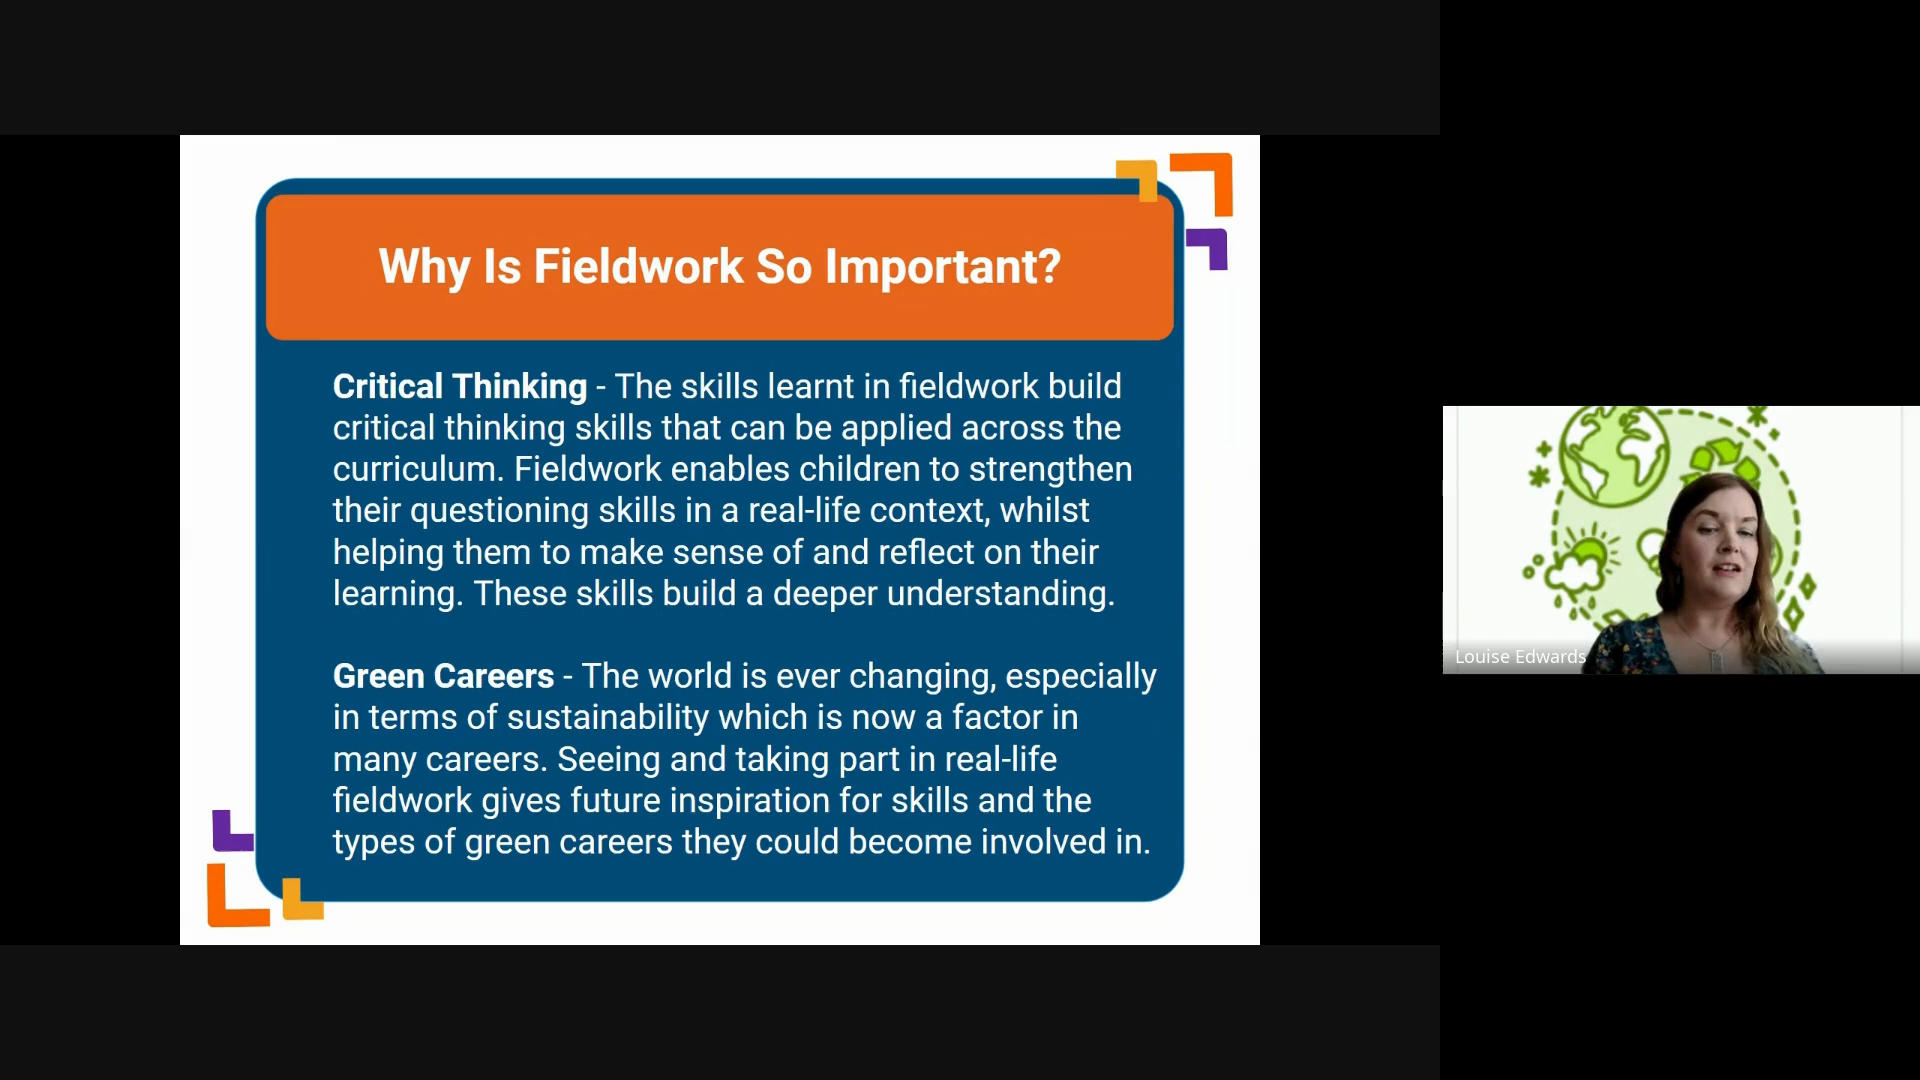 Why Is Fieldwork So Important?
Critical Thinking - The skills learnt in fieldwork build
critical thinking skills that can be applied across the
curriculum. Fieldwork enables children to strengthen
their questioning skills in a real-life context, whilst
helping them to make sense of and reflect on their
learning. These skills build a deeper understanding.
Green Careers - The world is ever changing, especially
in terms of sustainability which is now a factor in
many careers. Seeing and taking part in real-life
fieldwork gives future inspiration for skills and the
types of green careers they could become involved in.
Louise Edwards